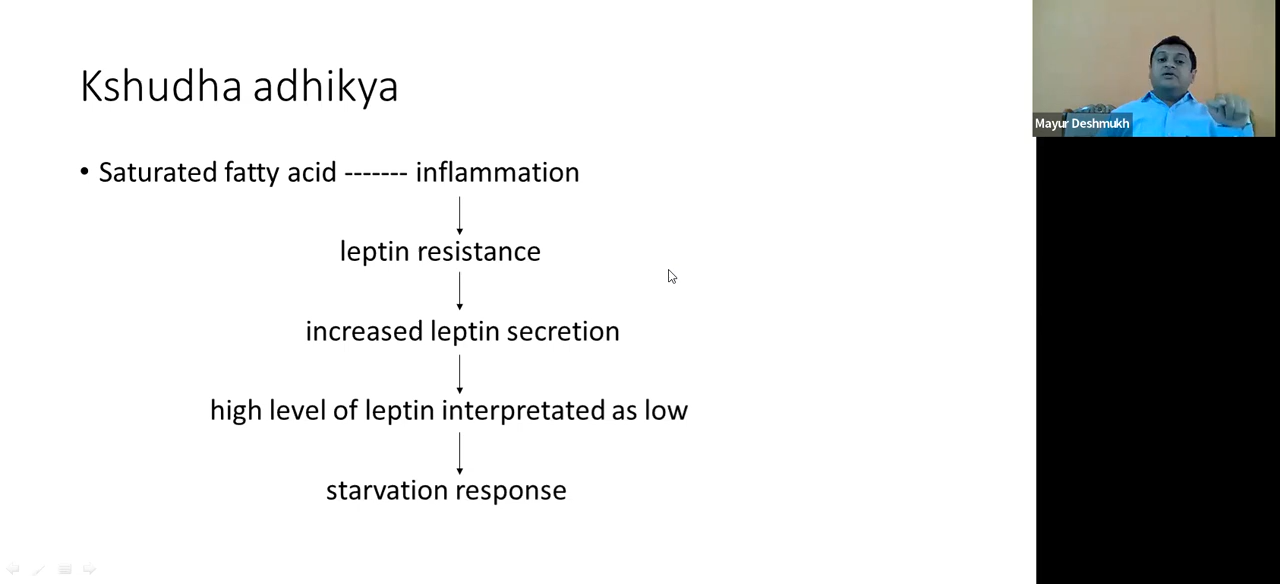 Kshudha adhikya
• Saturated fatty acid ------- inflammation
leptin resistance
increased leptin secretion
high level of leptin interpretated as low
starvation response
Mayur Deshmukh